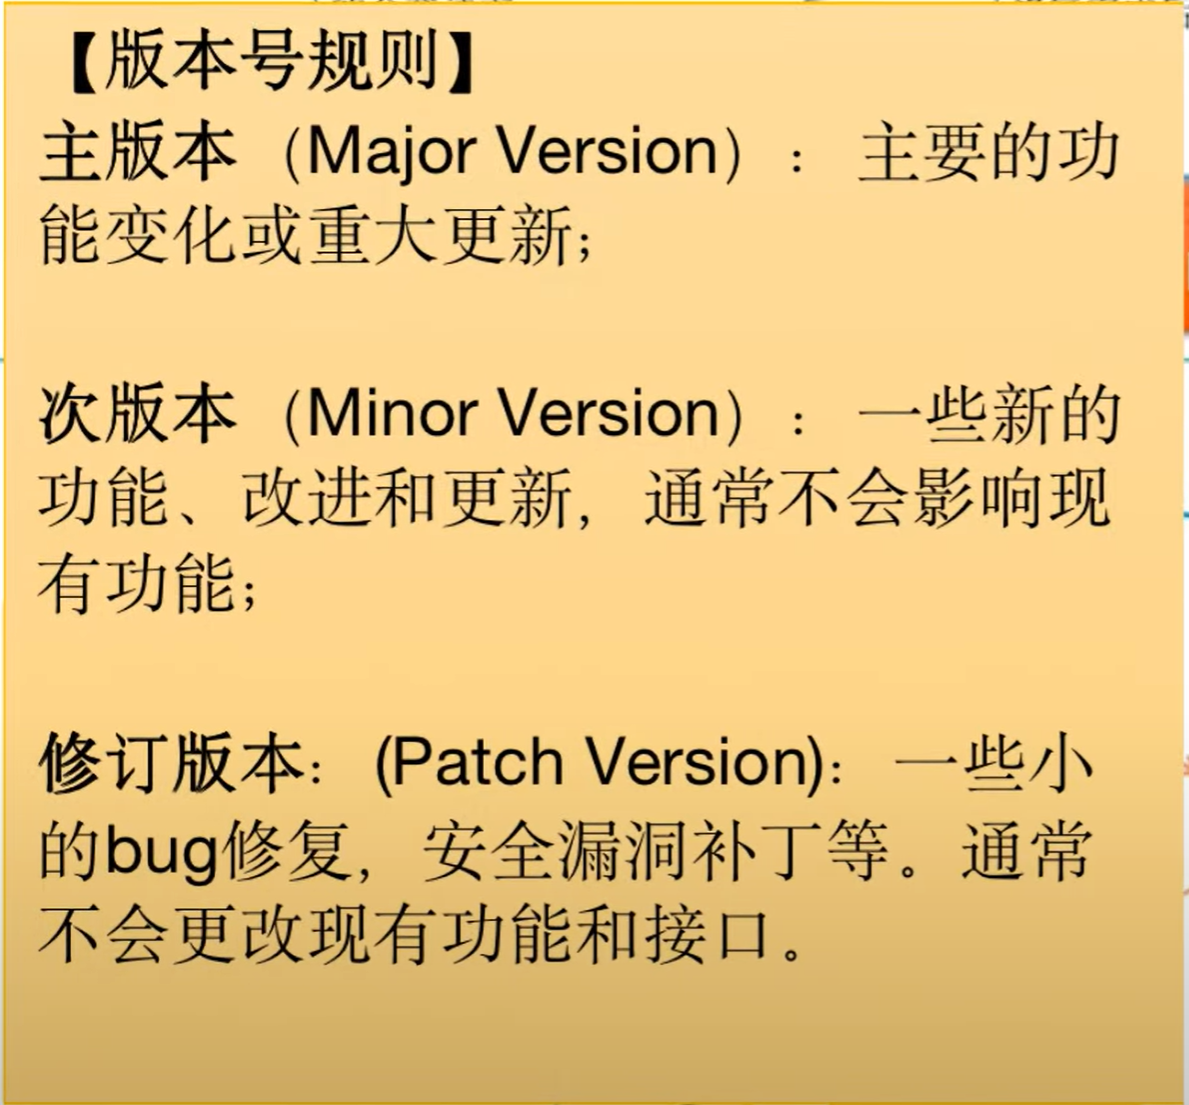 【版本号规则】
主版本（Major Version）： 主要的功
能变化或重大更新;
次版本（Minor Version）： 一些新的
功能、改进和更新，通常不会影响现
有功能;
修订版本： (Patch Version)： 一些小
的bug修复，安全漏洞补丁等。通常
不会更改现有功能和接口。